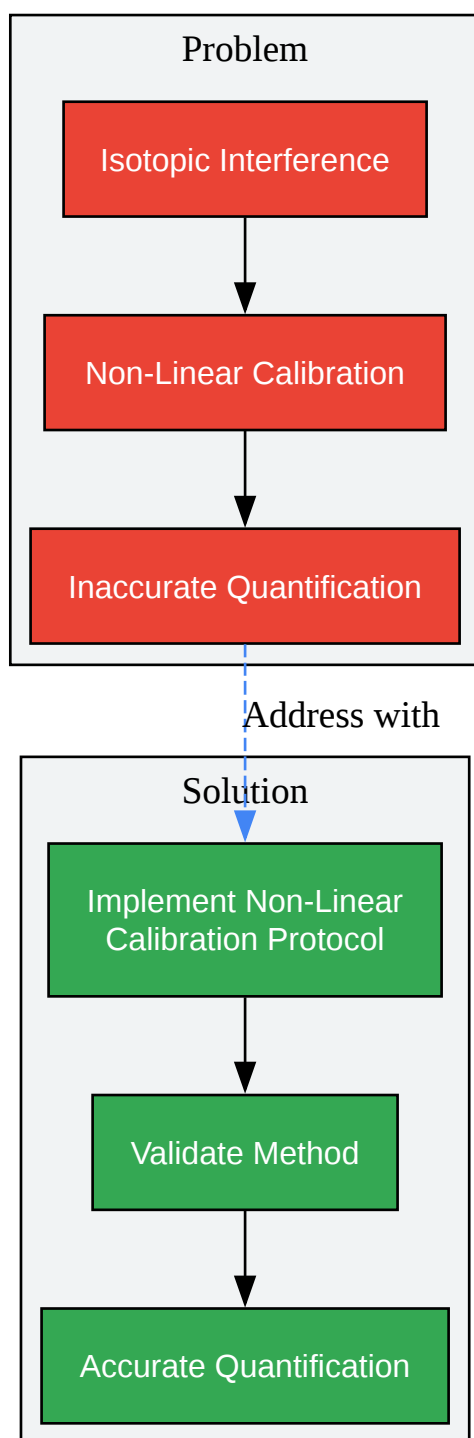 Problem
Isotopic Interference
Non-Linear Calibration
Inaccurate Quantification
Address with
Solution
Implement Non-Linear
Calibration Protocol
Validate Method
Accurate Quantification